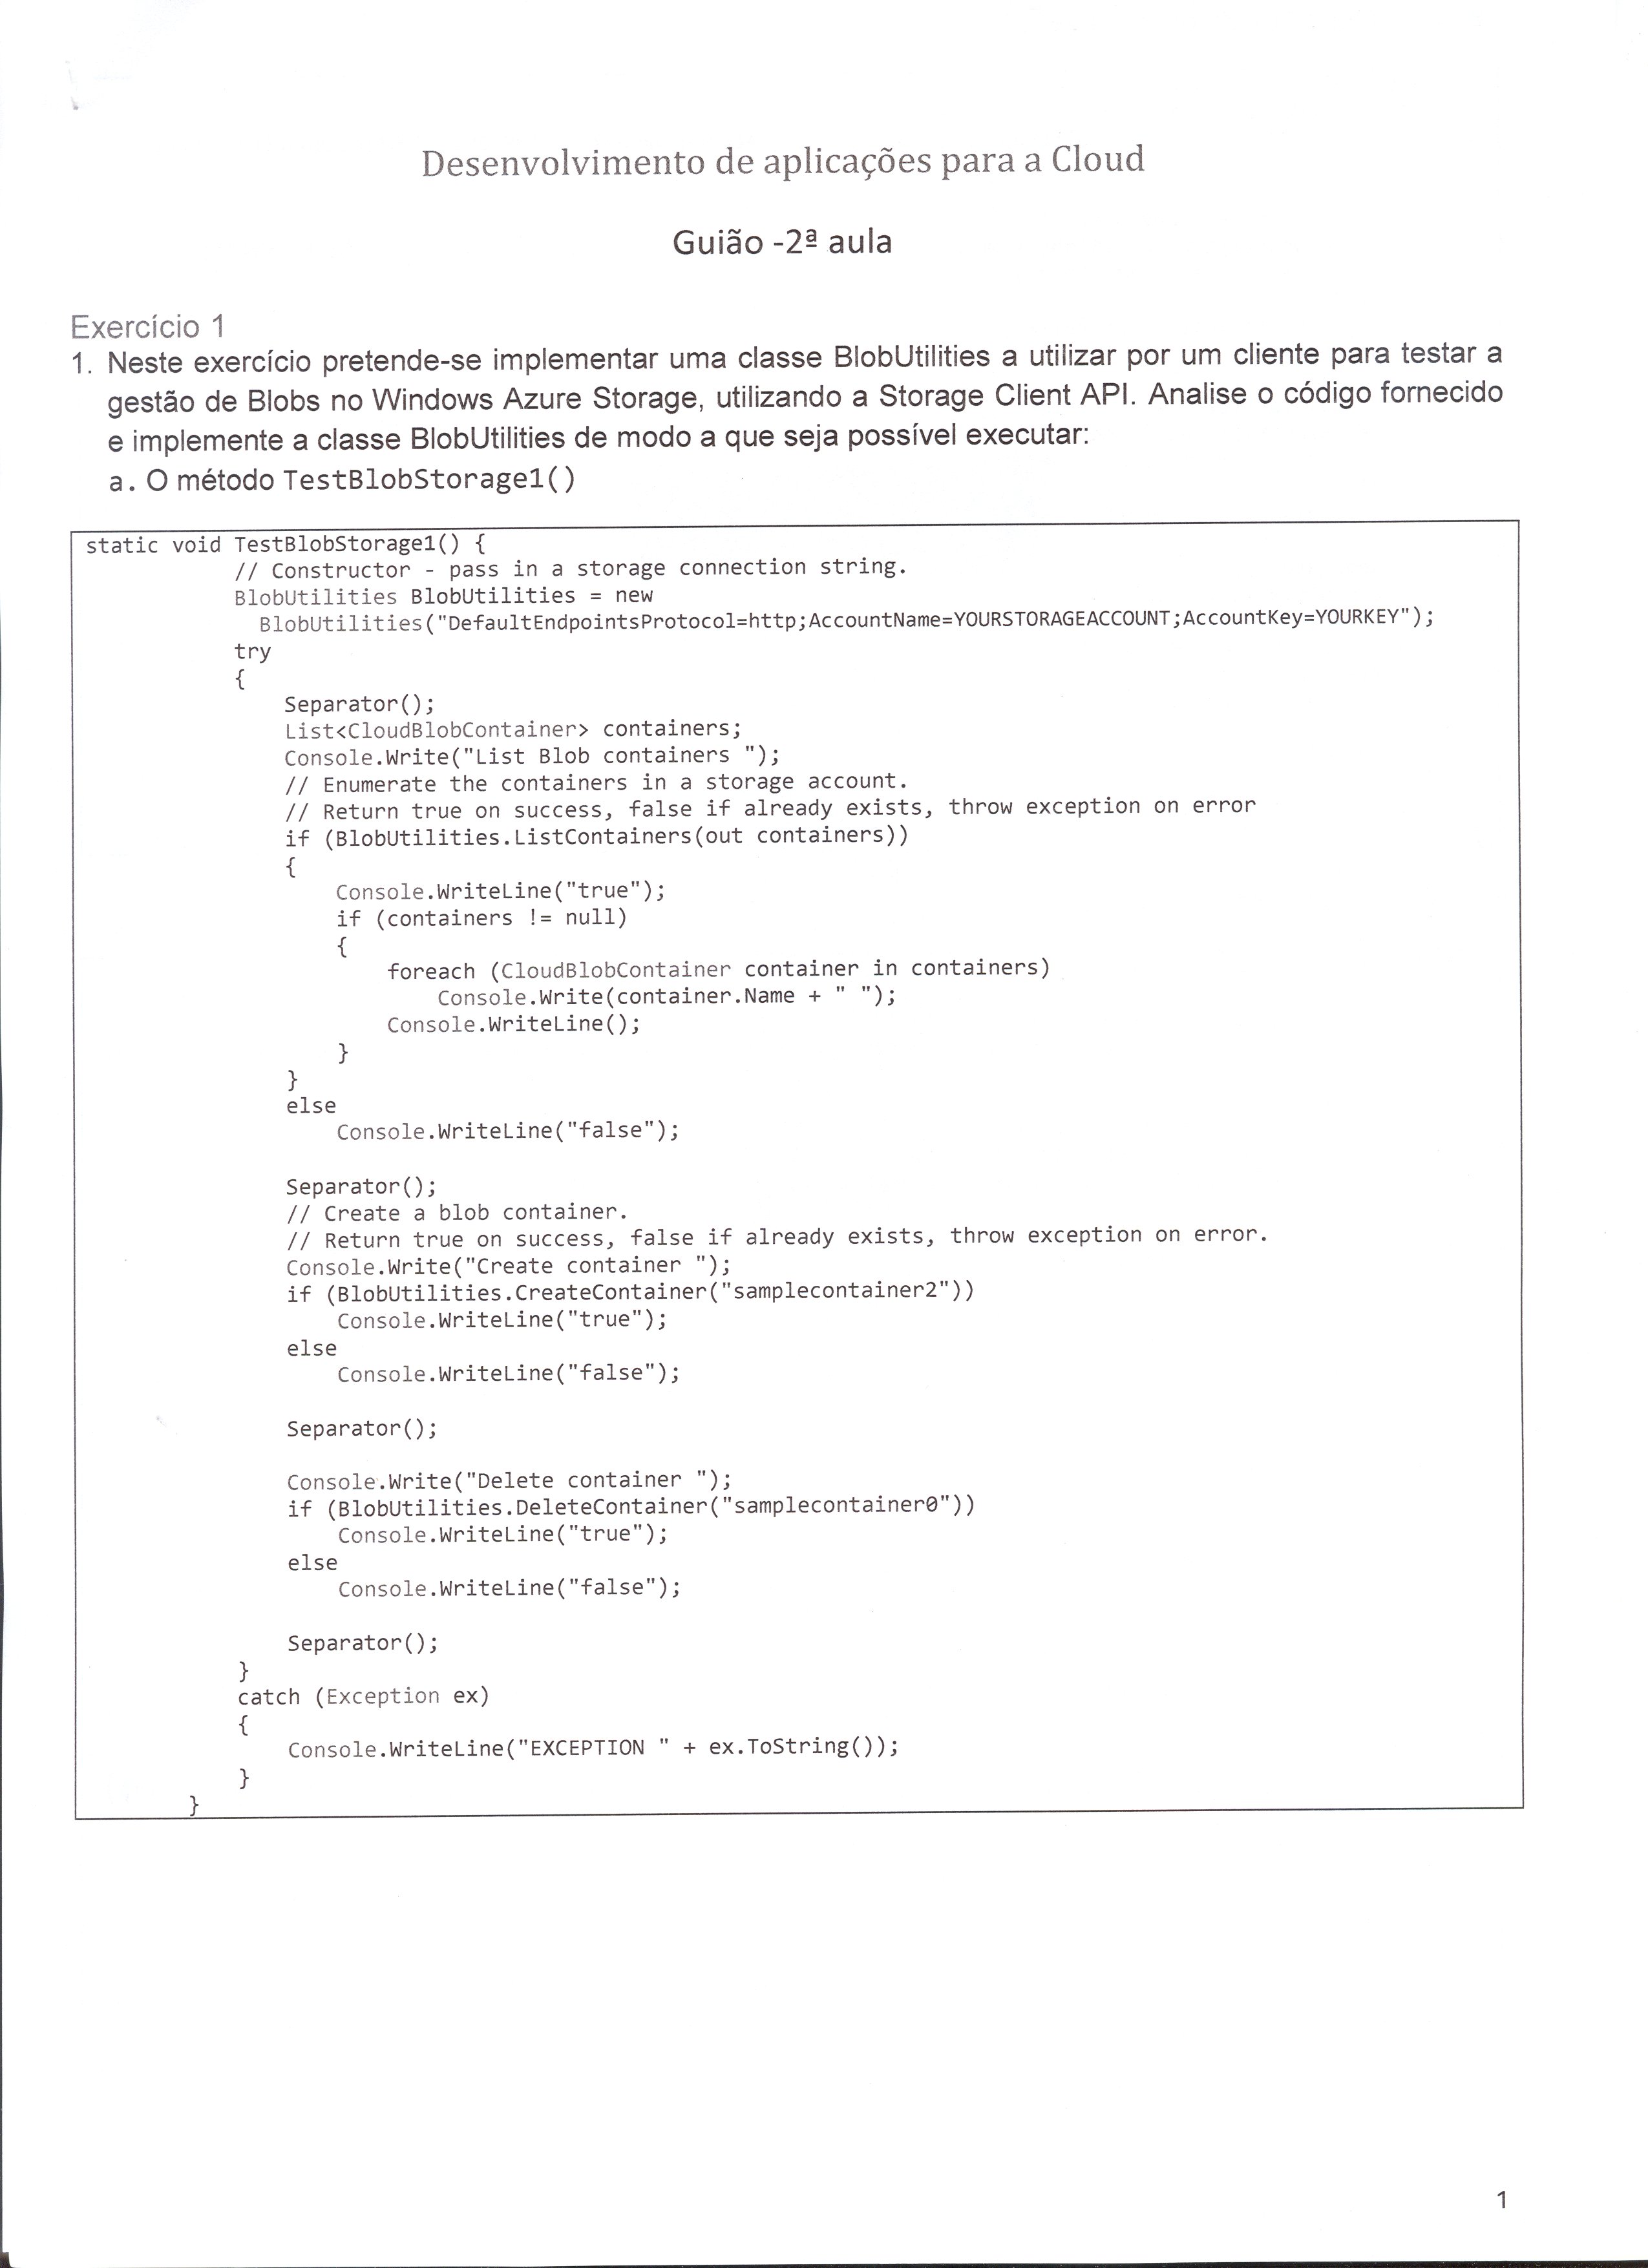 Desenvolvimento de aplicações para a Cloud
Guião -2ª aula
Exercício 1
1. Neste exercício pretende-se implementar uma classe BlobUtilities a utilizar por um cliente para testar a
gestão de Blobs no Windows Azure Storage, utilizando a Storage Client API. Analise o código fornecido
e implemente a classe BlobUtilities de modo a que seja possível executar:
a. O método TestBlobStorage1()
static void TestBlobStorage1() {
// Constructor - pass in a storage connection string.
BlobUtilities BlobUtilities = new
BlobUtilities("DefaultEndpointsProtocol=http;AccountName=YOURSTORAGEACCOUNT;AccountKey=YOURKEY");
try
{
Separator();
List<CloudBlobContainer> containers;
Console.Write("List Blob containers ");
// Enumerate the containers in a storage account.
// Return true on success, false if already exists, throw exception on error
if (BlobUtilities.ListContainers(out containers))
{
Console.WriteLine("true");
if (containers != null)
{
foreach (CloudBlobContainer container in containers)
Console.Write(container.Name + " ");
Console.WriteLine();
}
}
else
Console.WriteLine("false");
Separator();
// Create a blob container.
// Return true on success, false if already exists, throw exception on error.
Console.Write("Create container ");
if (BlobUtilities.CreateContainer("samplecontainer2"))
Console.WriteLine("true");
else
Console.WriteLine("false");
Separator();
Console.Write("Delete container ");
if (BlobUtilities.DeleteContainer("samplecontainer0"))
Console.WriteLine("true");
else
Console.WriteLine("false");
Separator();
}
catch (Exception ex)
{
Console.WriteLine("EXCEPTION " + ex.ToString());
}
}
1